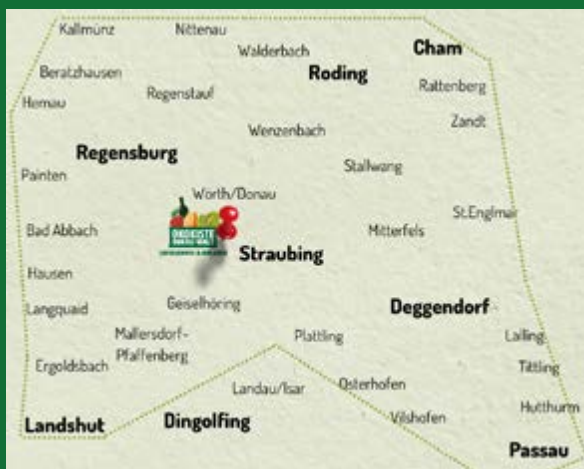 Kallmünz
Nittenau
Walderbach
Cham
Beratzhausen
Roding
Rattenberg
Hemau
Regenstauf
Zandt
Wenzenbach
Regensburg
Stallwang
Painten
Wörth/Donau
St.Englmar
ÖKOKISTE
Bad Abbach
Mitterfels
Straubing
Hausen
Langquaid
Geiselhöring
Deggendorf
Mallersdorf-
Pfaffenberg
Plattling
Lalling
Ergoldsbach
Tittling
Landau/Isar
Osterhofen
Hutthurm
Landshut
Dingolfing
Vilshofen
Passau